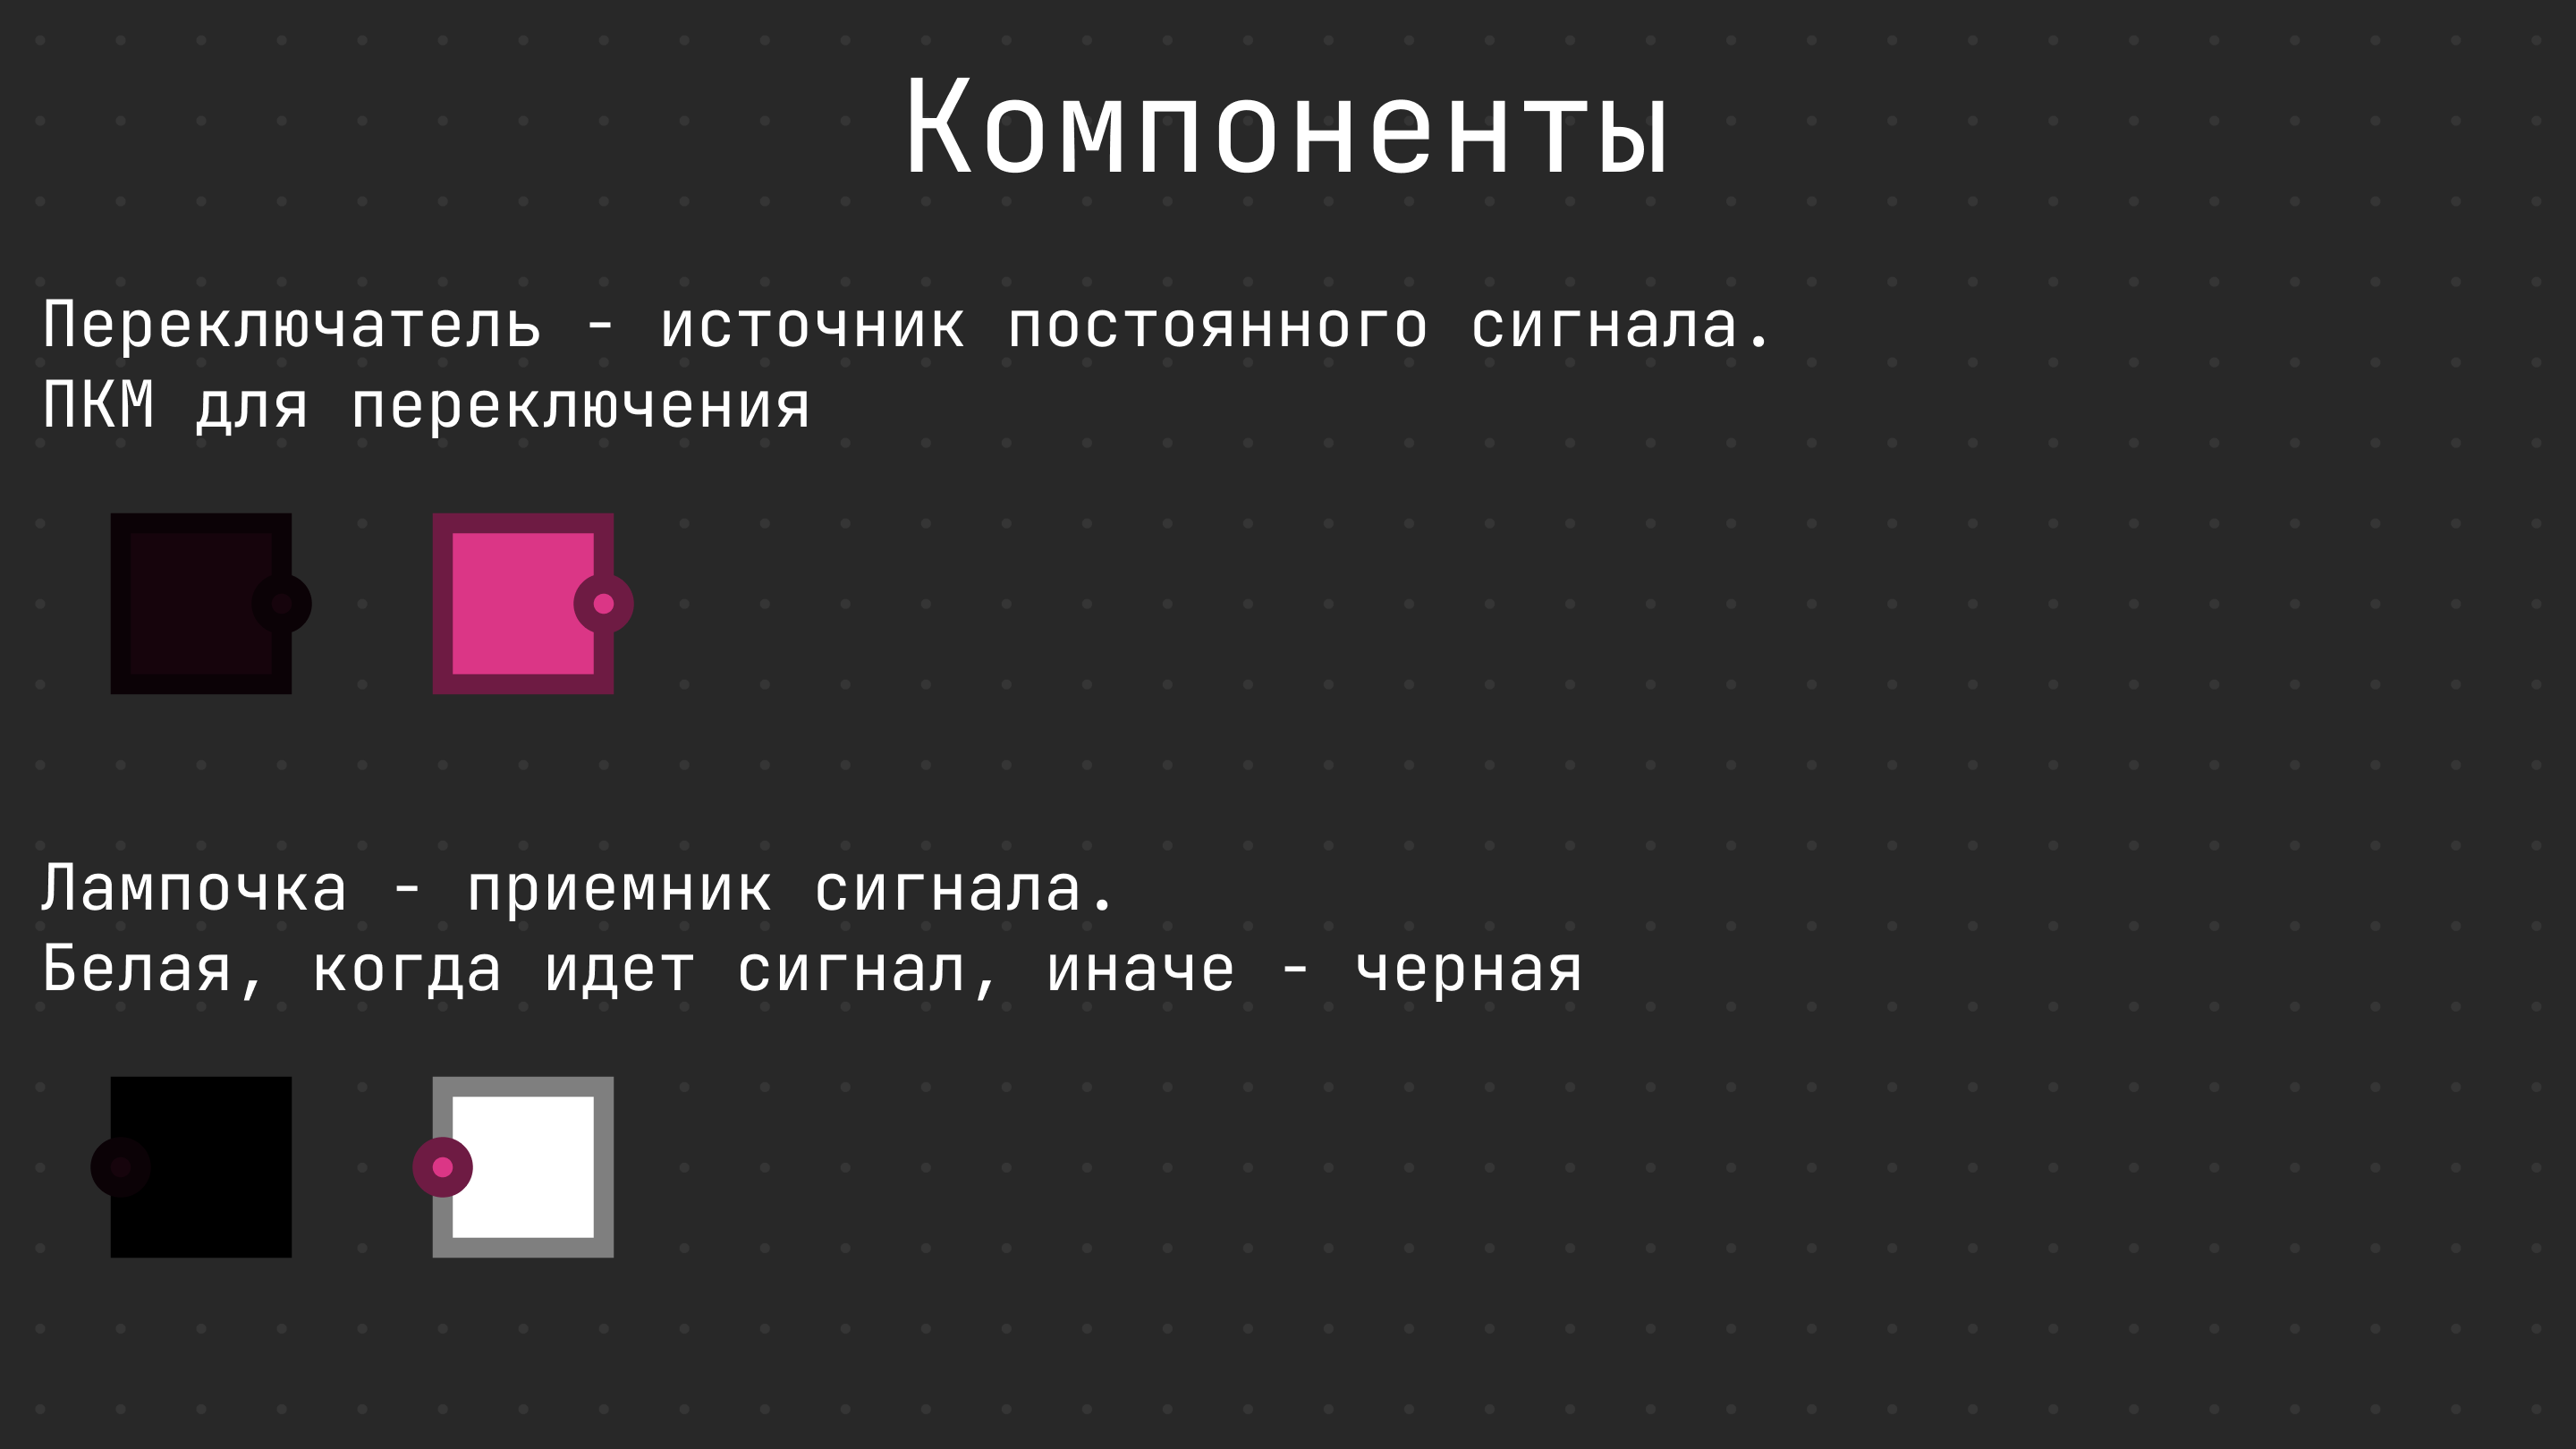 Компоненты
Переключатель - источник постоянного сигнала.
ПКМ для переключения
Лампочка - приемник сигнала.
Белая, когда идет сигнал, иначе - черная